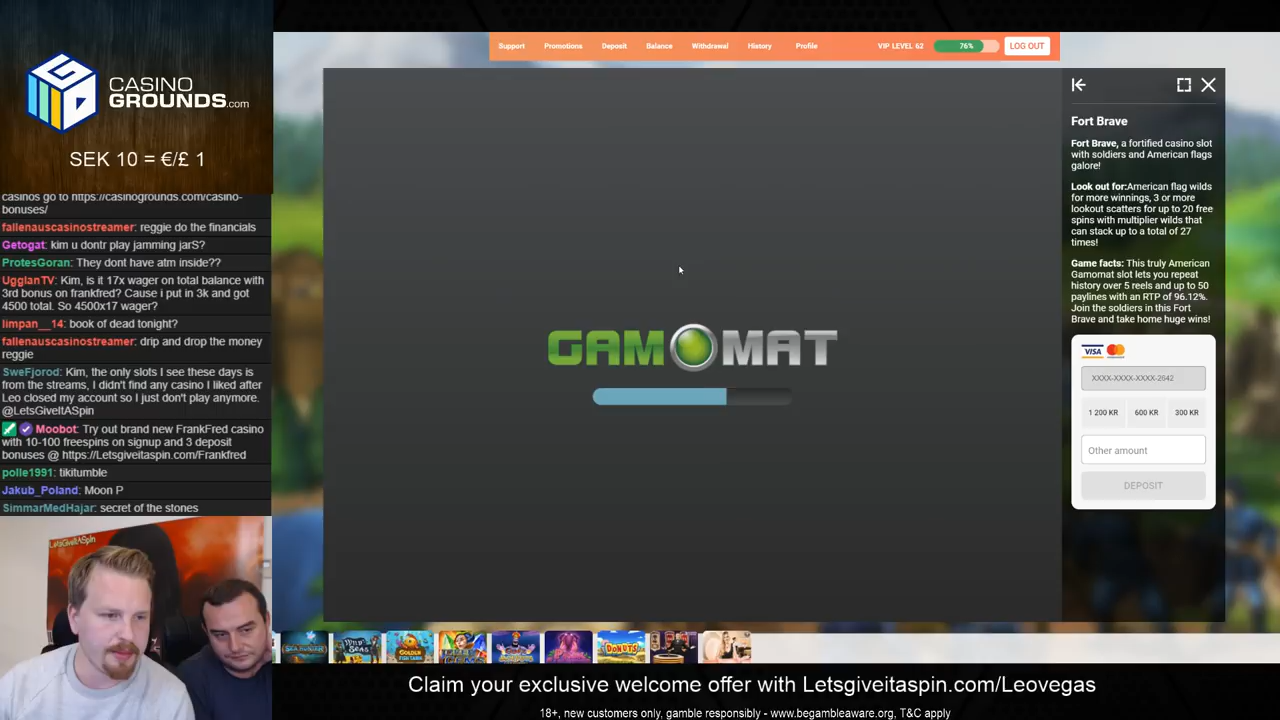 CASINO
GROUNDS.com
SEK 10 = €/£ 1
casinos go to https://casinogrounds.com/casino-
bonuses/
fallenauscasinostreamer: reggie do the financials
Getogat: kim u dontr play jamming jarS?
ProtesGoran: They dont have atm inside??
UgglanTV: Kim, is it 17x wager on total balance with
3rd bonus on frankfred? Cause i put in 3k and got
4500 total. So 4500x17 wager?
limpan__14: book of dead tonight?
fallenauscasinostreamer: drip and drop the money
reggie
SweFjorod: Kim, the only slots I see these days is
from the streams, I didn't find any casino I liked after
Leo closed my account so I just don't play anymore.
@LetsGiveItASpin
Moobot: Try out brand new FrankFred casino
with 10-100 freespins on signup and 3 deposit
bonuses @ https://Letsgiveitaspin.com/Frankfred
polle1991: tikitumble
Jakub_Poland: Moon P
SimmarMedHajar: secret of the stones
LetsGiveItASpin
Support Promotions Deposit Balance Withdrawal History Profile VIP LEVEL 62 76% LOG OUT
GAMOMAT
Fort Brave
Fort Brave, a fortified casino slot
with soldiers and American flags
galore!
Look out for:American flag wilds
for more winnings, 3 or more
lookout scatters for up to 20 free
spins with multiplier wilds that
can stack up to a total of 27
times!
Game facts: This truly American
Gamomat slot lets you repeat
history over 5 reels and up to 50
paylines with an RTP of 96.12%.
Join the soldiers in this Fort
Brave and take home huge wins!
VISA
XXXX-XXXX-XXXX-2642
1 200 KR 600 KR 300 KR
Other amount
DEPOSIT
DONUTS
Claim your exclusive welcome offer with Letsgiveitaspin.com/Leovegas
18+, new customers only, gamble responsibly - www.begambleaware.org, T&C apply